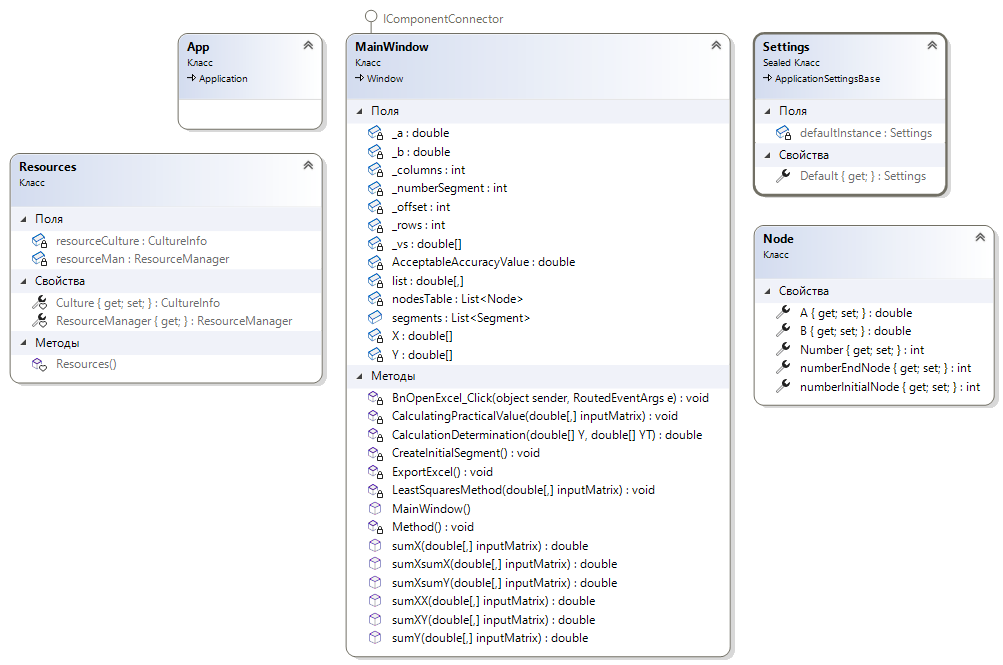 IComponentConnector
App
Класс
Application
Resources
Класс
Поля
resourceCulture : CultureInfo
resourceMan : ResourceManager
Свойства
Culture { get; set; } : CultureInfo
ResourceManager { get; } : ResourceManager
Методы
Resources()
MainWindow
Класс
Window
Поля
_a : double
_b : double
_columns : int
_numberSegment : int
_offset : int
_rows : int
_vs : double[]
AcceptableAccuracyValue : double
list : double[,]
nodesTable : List<Node>
segments : List<Segment>
X : double[]
Y : double[]
Методы
BnOpenExcel_Click(object sender, RoutedEventArgs e) : void
CalculatingPracticalValue(double[,] inputMatrix) : void
CalculationDetermination(double[] Y, double[] YT) : double
CreateInitialSegment() : void
ExportExcel() : void
LeastSquaresMethod(double[,] inputMatrix) : void
MainWindow()
Method() : void
sumX(double[,] inputMatrix) : double
sumXsumX(double[,] inputMatrix) : double
sumXsumY(double[,] inputMatrix) : double
sumXX(double[,] inputMatrix) : double
sumXY(double[,] inputMatrix) : double
sumY(double[,] inputMatrix) : double
Settings
Sealed Класс
ApplicationSettingsBase
Поля
defaultInstance : Settings
Свойства
Default { get; } : Settings
Node
Класс
Свойства
A { get; set; } : double
B { get; set; } : double
Number { get; set; } : int
numberEndNode { get; set; } : int
numberInitialNode { get; set; } : int